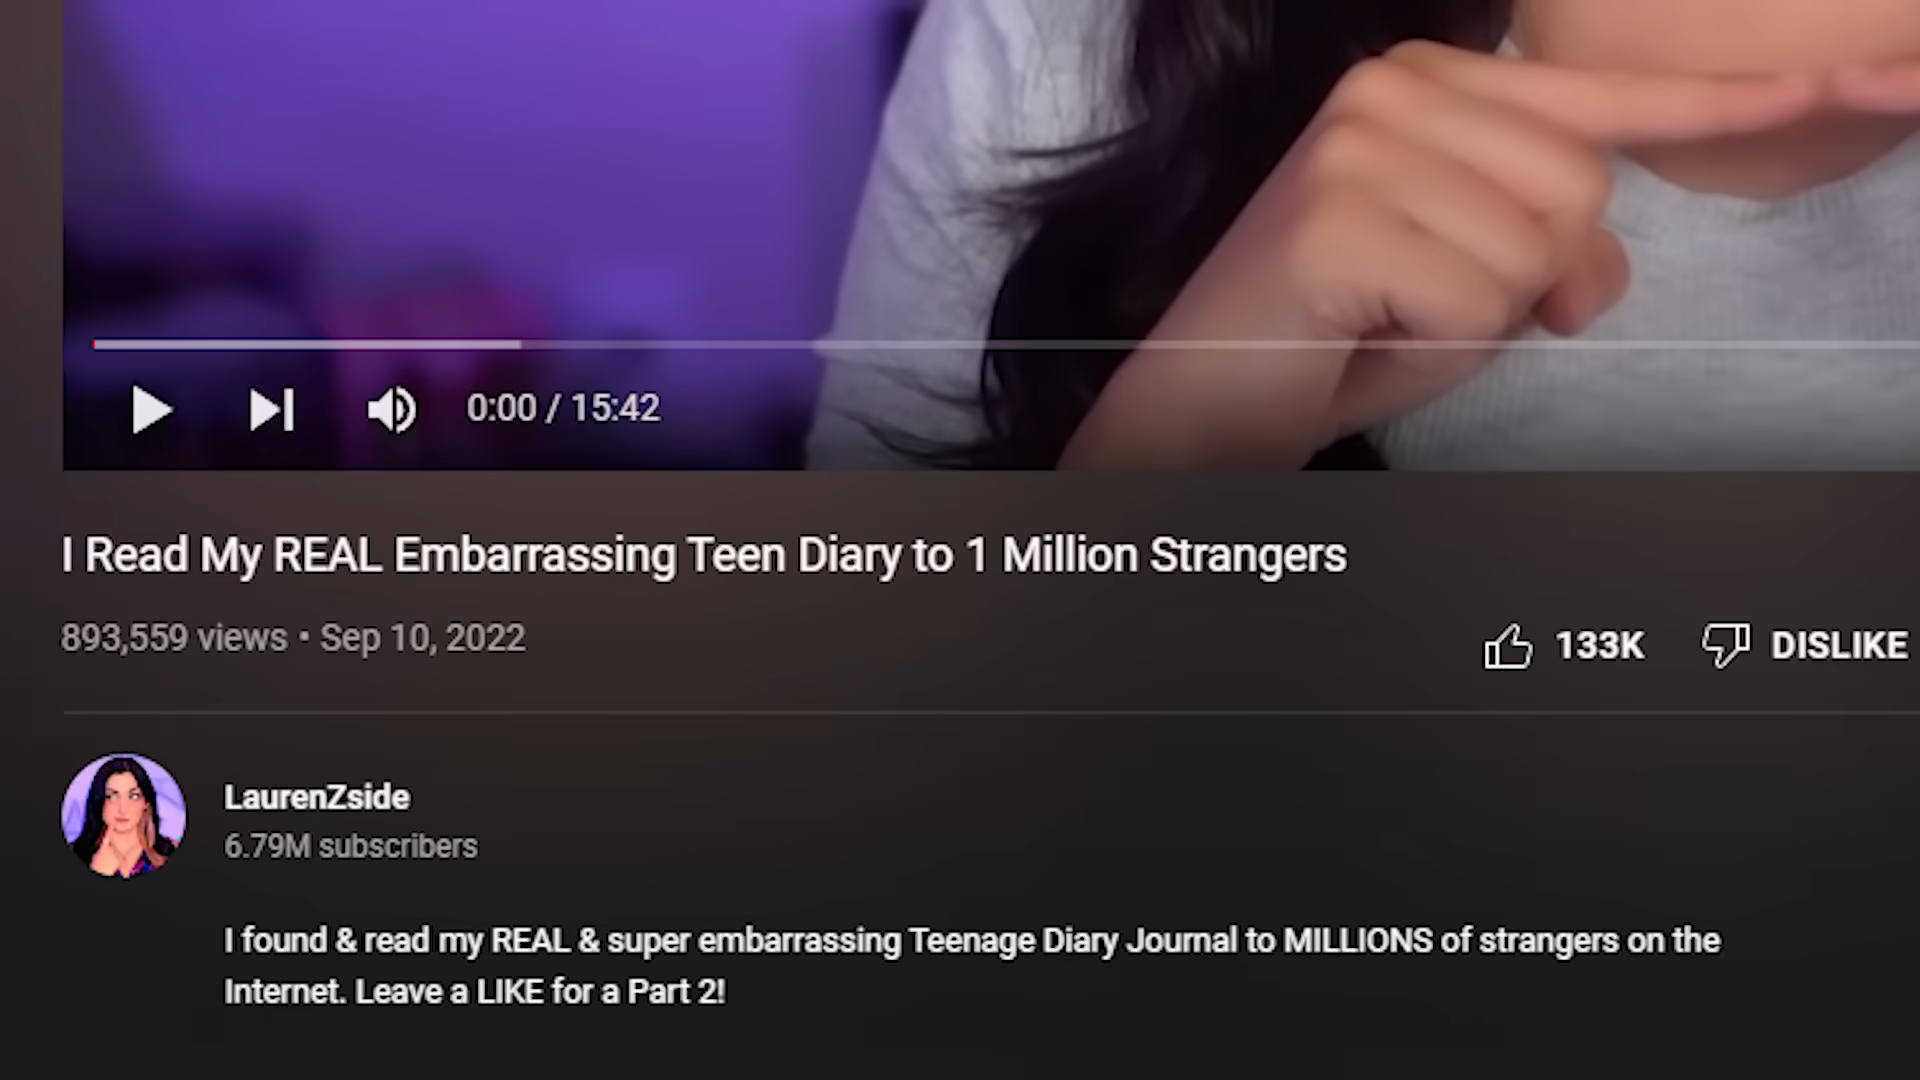 0:00 / 15:42
I Read My REAL Embarrassing Teen Diary to 1 Million Strangers
893,559 views • Sep 10, 2022
133K
DISLIKE
LaurenZside
6.79M subscribers
I found & read my REAL & super embarrassing Teenage Diary Journal to MILLIONS of strangers on the
Internet. Leave a LIKE for a Part 2!